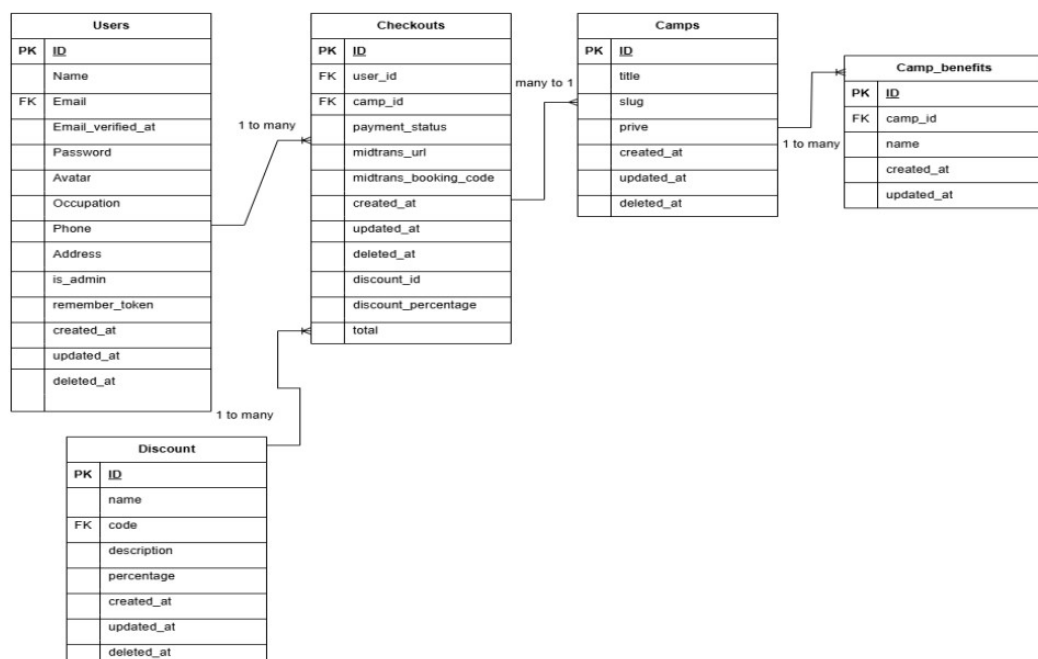 Users
PK ID
Name
FK Email
Email_verified_at
Password
Avatar
Occupation
Phone
Address
is_admin
remember_token
created_at
updated_at
deleted_at
1 to many
Checkouts
PK ID
FK user_id
FK camp_id
payment_status
midtrans_url
midtrans_booking_code
created_at
updated_at
deleted_at
discount_id
discount_percentage
total
many to 1
Camps
PK ID
title
slug
prive
created_at
updated_at
deleted_at
1 to many
Camp_benefits
PK ID
FK camp_id
name
created_at
updated_at
1 to many
Discount
PK ID
name
FK code
description
percentage
created_at
updated_at
deleted_at